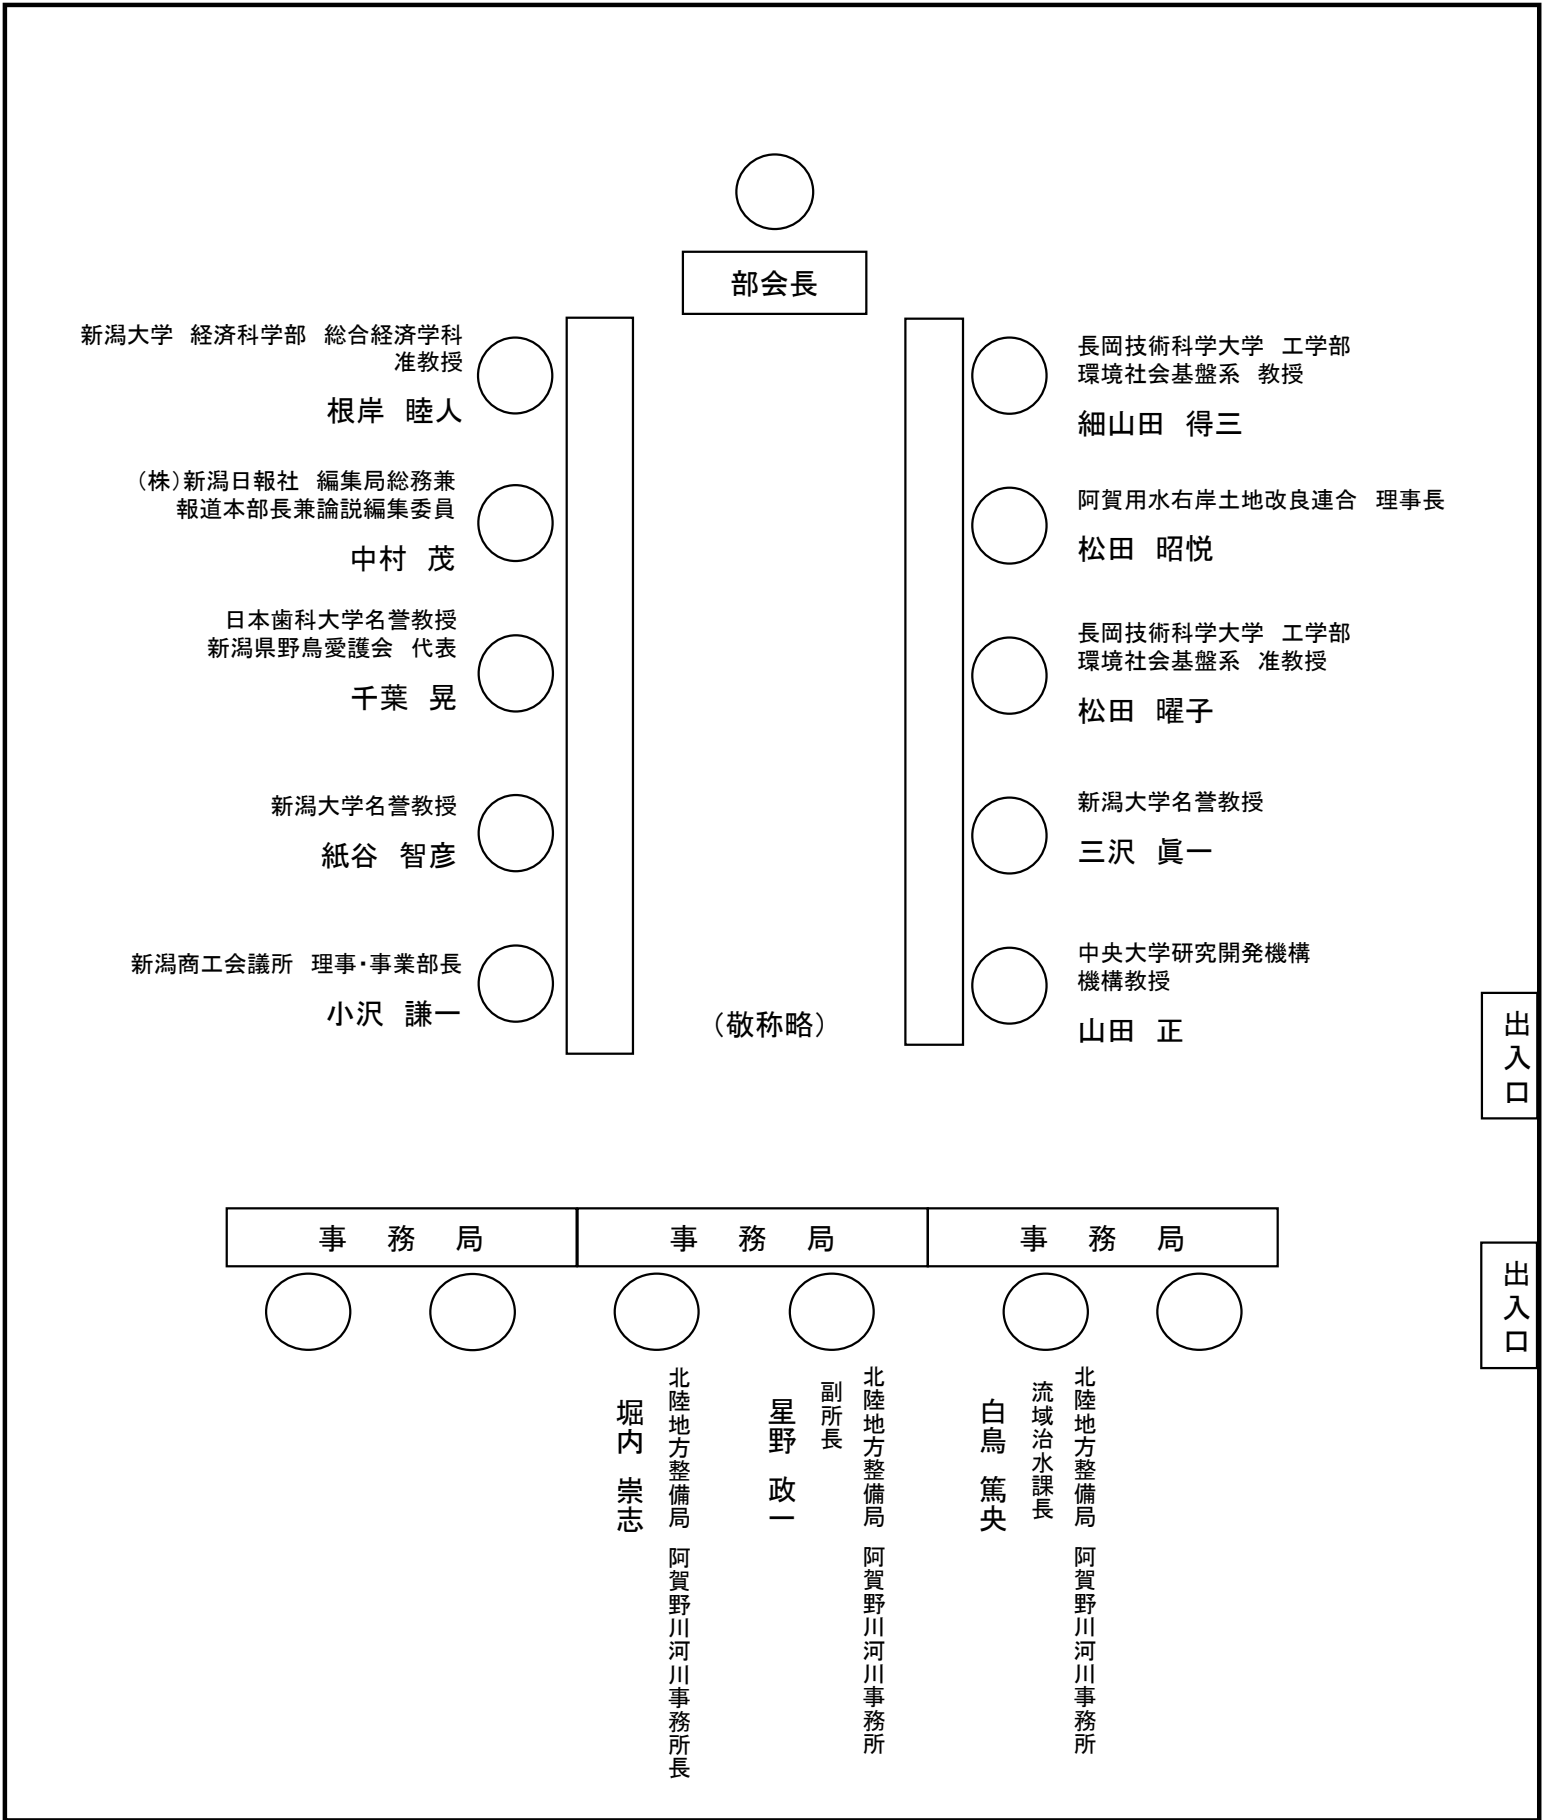 部会長
新潟大学　経済科学部　総合経済学科
准教授
根岸　睦人
（株）新潟日報社　編集局総務兼
報道本部長兼論説編集委員
中村　茂
日本歯科大学名誉教授
新潟県野鳥愛護会　代表
千葉　晃
新潟大学名誉教授
紙谷　智彦
新潟商工会議所　理事・事業部長
小沢　謙一
長岡技術科学大学　工学部
環境社会基盤系　教授
細山田　得三
阿賀用水右岸土地改良連合　理事長
松田　昭悦
長岡技術科学大学　工学部
環境社会基盤系　准教授
松田　曜子
新潟大学名誉教授
三沢　眞一
中央大学研究開発機構
機構教授
山田　正
（敬称略）
出入口
事　務　局
事　務　局
事　務　局
出入口
北陸地方整備局　阿賀野川河川事務所長
堀内　崇志
北陸地方整備局　阿賀野川河川事務所
副所長
星野　政一
北陸地方整備局　阿賀野川河川事務所
流域治水課長
白鳥　篤央